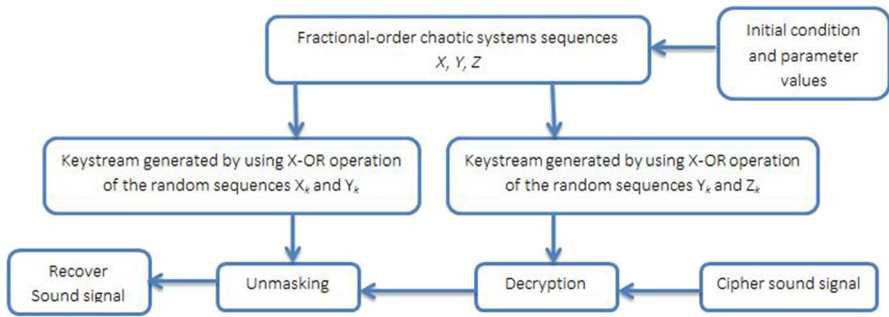 Fractional-order chaotic systems sequences
X, Y, Z
Initial condition
and parameter
values
Keystream generated by using X-OR operation
of the random sequences Xₖ and Yₖ
Keystream generated by using X-OR operation
of the random sequences Yₖ and Zₖ
Recover
Sound signal
Unmasking
Decryption
Cipher sound signal